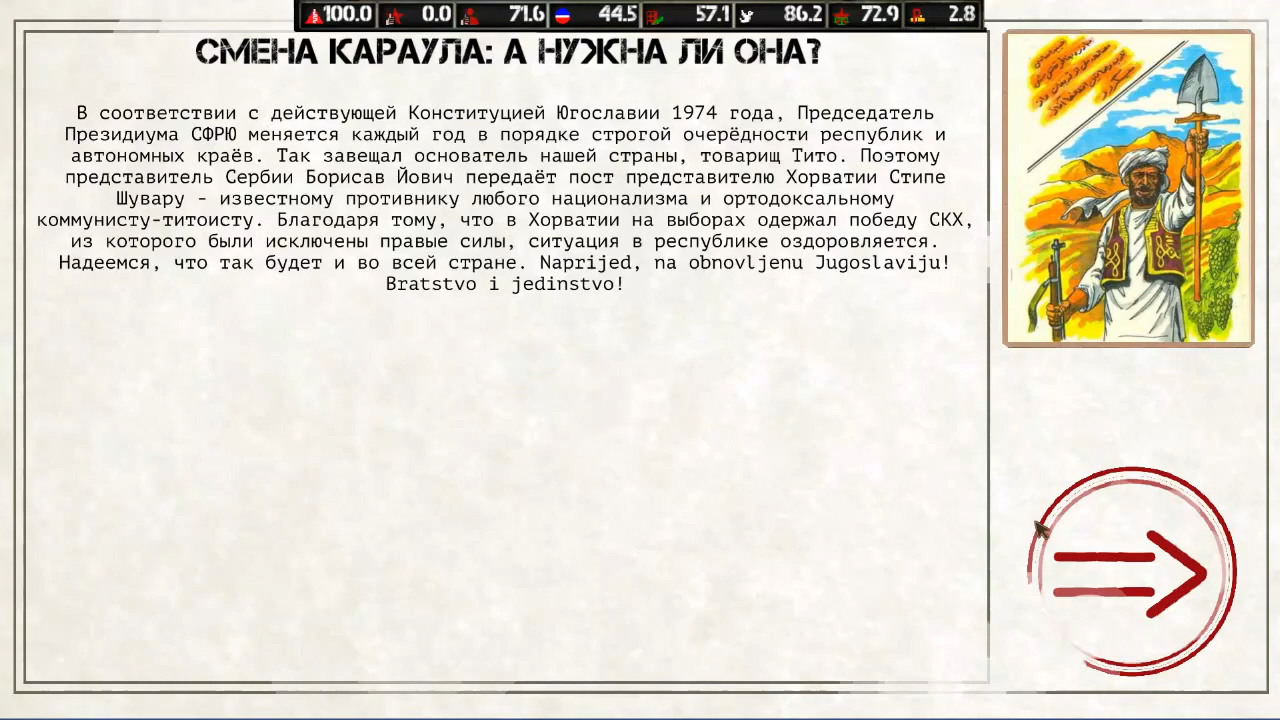 100.0 0.0 71.6 44.5 57.1 86.2 72.9 2.8
СМЕНА КАРАУЛА: А НУЖНА ЛИ ОНА?
В соответствии с действующей Конституцией Югославии 1974 года, Председатель
Президиума СФРЮ меняется каждый год в порядке строгой очерёдности республик и
автономных краёв. Так завещал основатель нашей страны, товарищ Тито. Поэтому
представитель Сербии Борисав Йович передаёт пост представителю Хорватии Стипе
Шувару - известному противнику любого национализма и ортодоксальному
коммунисту-титоисту. Благодаря тому, что в Хорватии на выборах одержал победу СКХ,
из которого были исключены правые силы, ситуация в республике оздоровляется.
Надеемся, что так будет и во всей стране. Naprijed, na obnovljenu Jugoslaviju!
Bratstvo i jedinstvo!